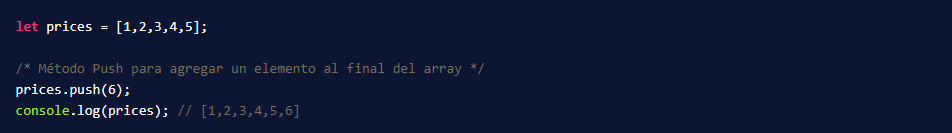 let prices = [1,2,3,4,5];
/* Método Push para agregar un elemento al final del array */
prices.push(6);
console.log(prices); // [1,2,3,4,5,6]